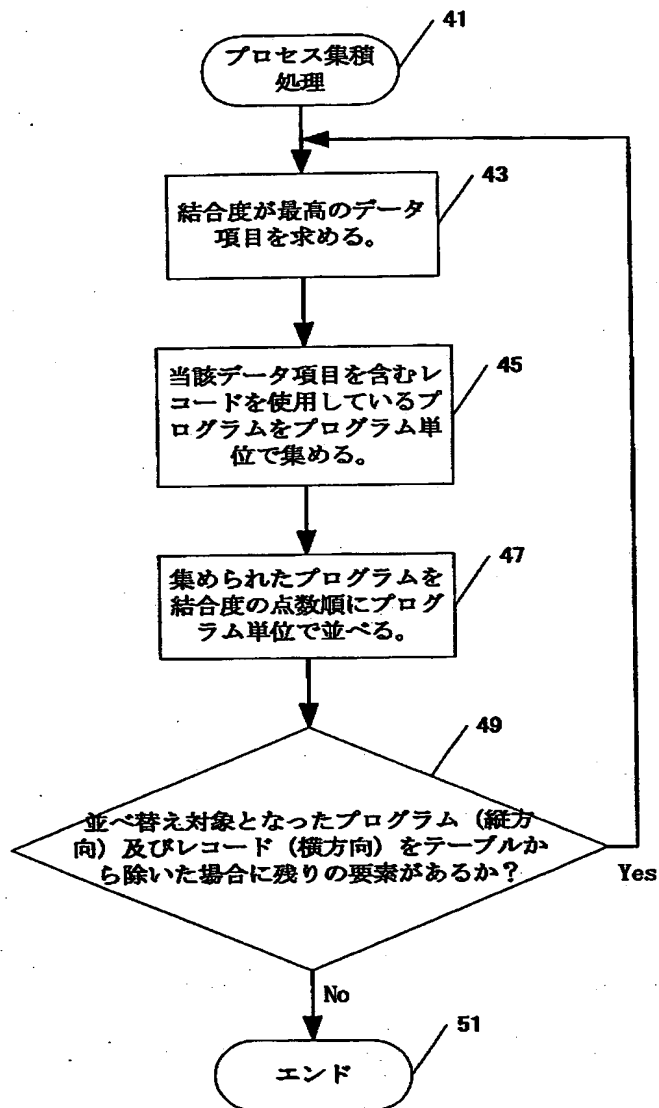 41
プロセス集積
処理
43
結合度が最高のデータ
項目を求める。
45
当該データ項目を含むレ
コードを使用しているプ
ログラムをプログラム単
位で集める。
47
集められたプログラムを
結合度の点数順にプログ
ラム単位で並べる。
49
並べ替え対象となったプログラム（縦方
向）及びレコード（横方向）をテーブルか
ら除いた場合に残りの要素があるか？
Yes
No
51
エンド